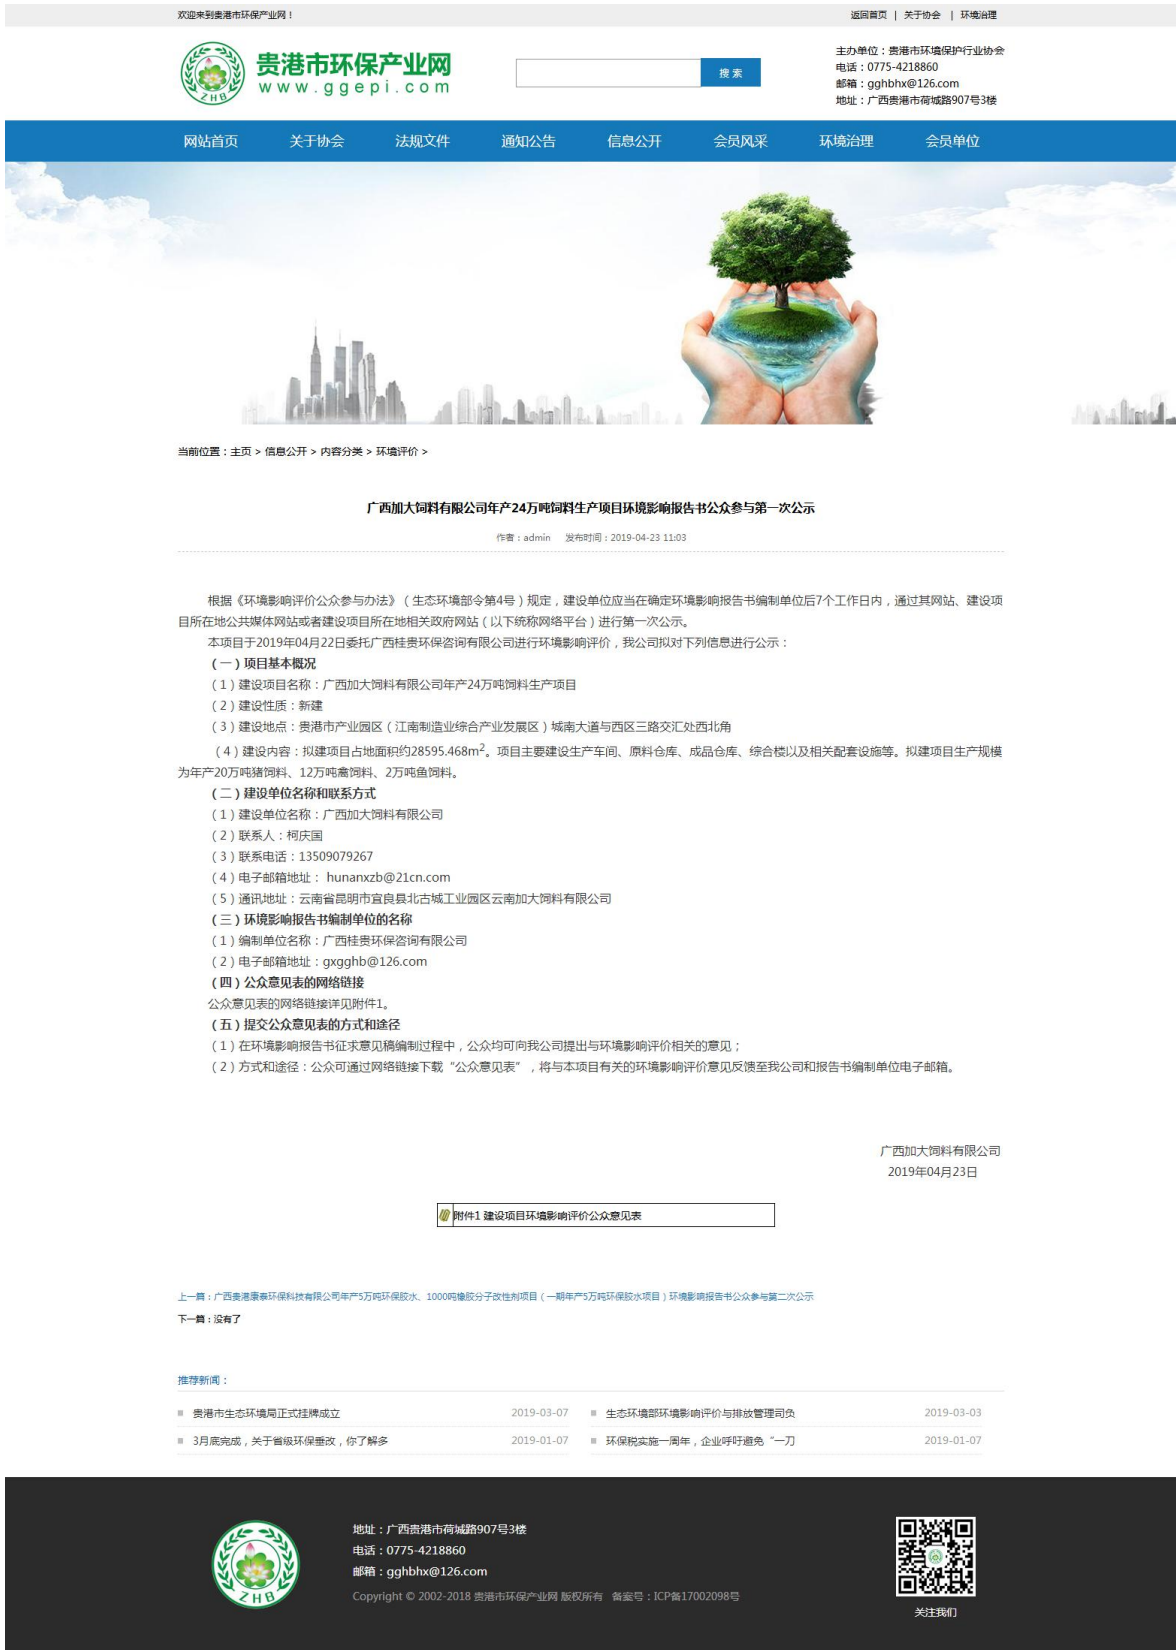 欢迎来到贵港市环保产业网！
返回首页 | 关于协会 | 环境治理
ZHB
贵港市环保产业网
www.ggepi.com
搜 索
主办单位：贵港市环境保护行业协会
电话：0775-4218860
邮箱：gghbhx@126.com
地址：广西贵港市荷城路907号3楼
网站首页 关于协会 法规文件 通知公告 信息公开 会员风采 环境治理 会员单位
当前位置：主页 > 信息公开 > 内容分类 > 环境评价 >
广西加大饲料有限公司年产24万吨饲料生产项目环境影响报告书公众参与第一次公示
作者：admin 发布时间：2019-04-23 11:03
根据《环境影响评价公众参与办法》（生态环境部令第4号）规定，建设单位应当在确定环境影响报告书编制单位后7个工作日内，通过其网站、建设项
目所在地公共媒体网站或者建设项目所在地相关政府网站（以下统称网络平台）进行第一次公示。
本项目于2019年04月22日委托广西桂贵环保咨询有限公司进行环境影响评价，我公司拟对下列信息进行公示：
（一）项目基本概况
（1）建设项目名称：广西加大饲料有限公司年产24万吨饲料生产项目
（2）建设性质：新建
（3）建设地点：贵港市产业园区（江南制造业综合产业发展区）城南大道与西区三路交汇处西北角
（4）建设内容：拟建项目占地面积约28595.468m2。项目主要建设生产车间、原料仓库、成品仓库、综合楼以及相关配套设施等。拟建项目生产规模
为年产20万吨猪饲料、12万吨禽饲料、2万吨鱼饲料。
（二）建设单位名称和联系方式
（1）建设单位名称：广西加大饲料有限公司
（2）联系人：柯庆国
（3）联系电话：13509079267
（4）电子邮箱地址： hunanxzb@21cn.com
（5）通讯地址：云南省昆明市宜良县北古城工业园区云南加大饲料有限公司
（三）环境影响报告书编制单位的名称
（1）编制单位名称：广西桂贵环保咨询有限公司
（2）电子邮箱地址：gxgghb@126.com
（四）公众意见表的网络链接
公众意见表的网络链接详见附件1。
（五）提交公众意见表的方式和途径
（1）在环境影响报告书征求意见稿编制过程中，公众均可向我公司提出与环境影响评价相关的意见；
（2）方式和途径：公众可通过网络链接下载“公众意见表”，将与本项目有关的环境影响评价意见反馈至我公司和报告书编制单位电子邮箱。
广西加大饲料有限公司
2019年04月23日
附件1 建设项目环境影响评价公众意见表
上一篇：广西贵港康泰环保科技有限公司年产5万吨环保胶水、1000吨橡胶分子改性剂项目（一期年产5万吨环保胶水项目）环境影响报告书公众参与第二次公示
下一篇：没有了
推荐新闻：
贵港市生态环境局正式挂牌成立 2019-03-07
生态环境部环境影响评价与排放管理司负 2019-03-03
3月底完成，关于省级环保垂改，你了解多 2019-01-07
环保税实施一周年，企业呼吁避免“一刀 2019-01-07
ZHB
地址：广西贵港市荷城路907号3楼
电话：0775-4218860
邮箱：gghbhx@126.com
Copyright © 2002-2018 贵港市环保产业网 版权所有 备案号：ICP备17002098号
关注我们